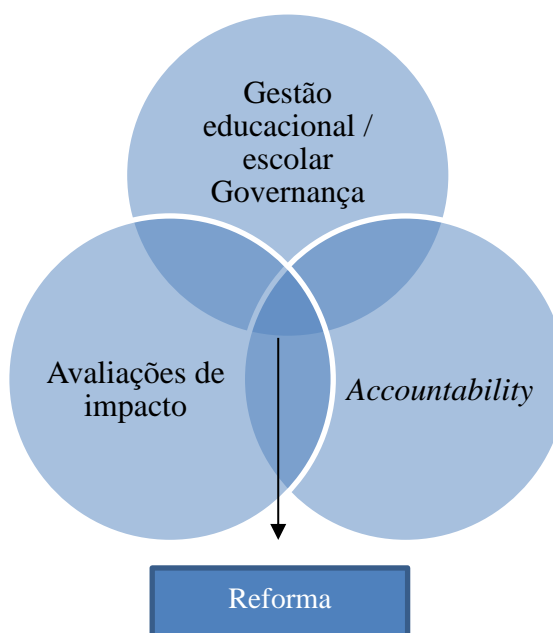 Gestão
educacional /
escolar
Governança
Avaliações de
impacto
Accountability
Reforma